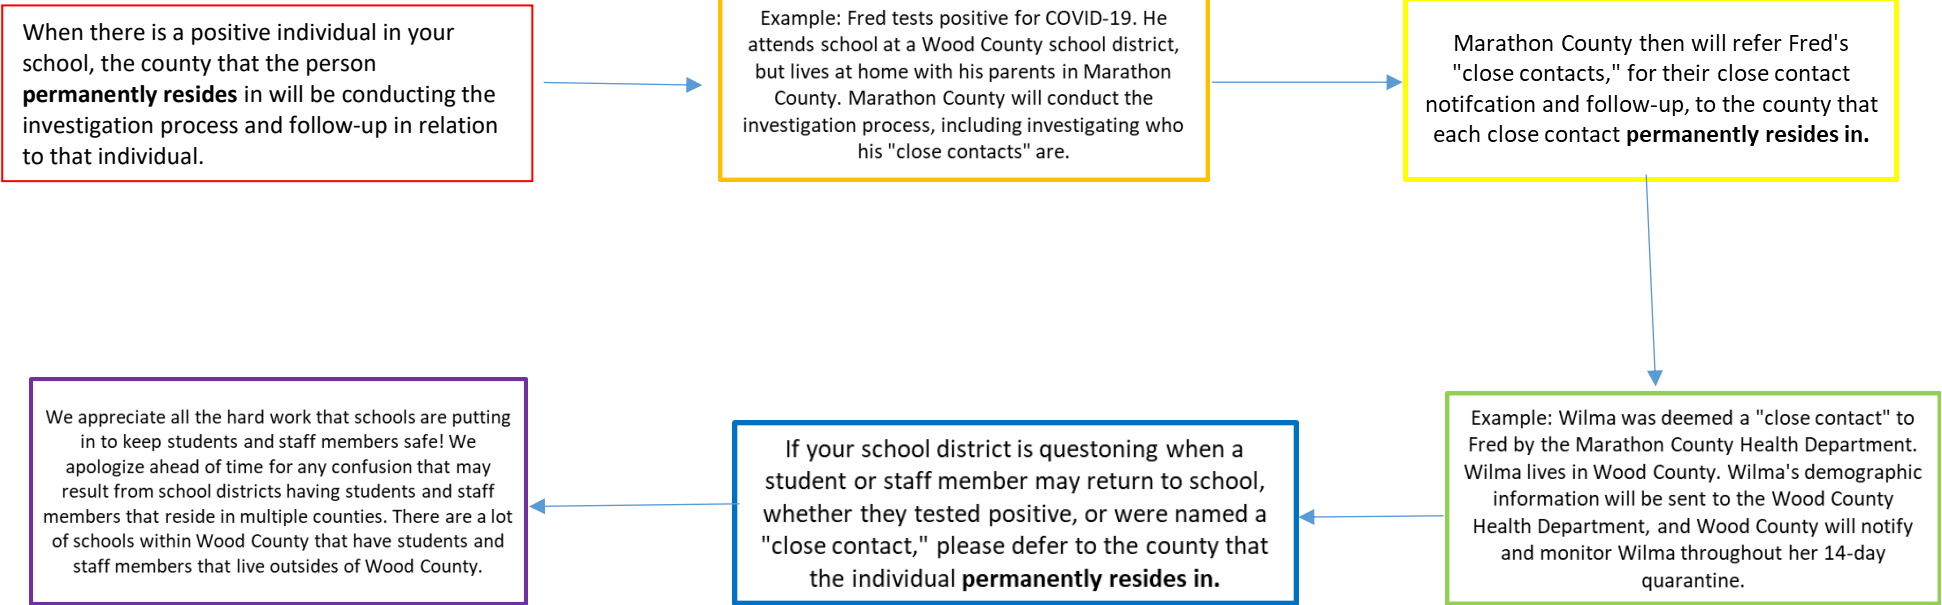 When there is a positive individual in your
school, the county that the person
permanently resides in will be conducting the
investigation process and follow-up in relation
to that individual.
Example: Fred tests positive for COVID-19. He
attends school at a Wood County school district,
but lives at home with his parents in Marathon
County. Marathon County will conduct the
investigation process, including investigating who
his "close contacts" are.
Marathon County then will refer Fred's
"close contacts," for their close contact
notifcation and follow-up, to the county that
each close contact permanently resides in.
Example: Wilma was deemed a "close contact" to
Fred by the Marathon County Health Department.
Wilma lives in Wood County. Wilma's demographic
information will be sent to the Wood County
Health Department, and Wood County will notify
and monitor Wilma throughout her 14-day
quarantine.
If your school district is questoning when a
student or staff member may return to school,
whether they tested positive, or were named a
"close contact," please defer to the county that
the individual permanently resides in.
We appreciate all the hard work that schools are putting
in to keep students and staff members safe! We
apologize ahead of time for any confusion that may
result from school districts having students and staff
members that reside in multiple counties. There are a lot
of schools within Wood County that have students and
staff members that live outsides of Wood County.